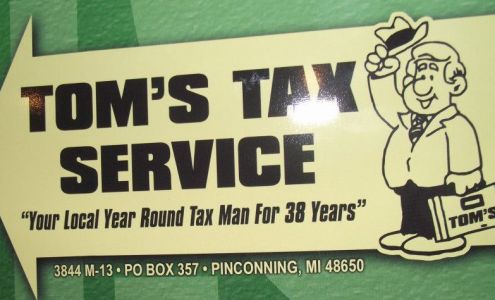 TOM'S TAX
SERVICE
"Your Local Year Round Tax Man For 38 Years"
TOM'S
3844 M-13 • PO BOX 357 • PINCONNING, MI 48650